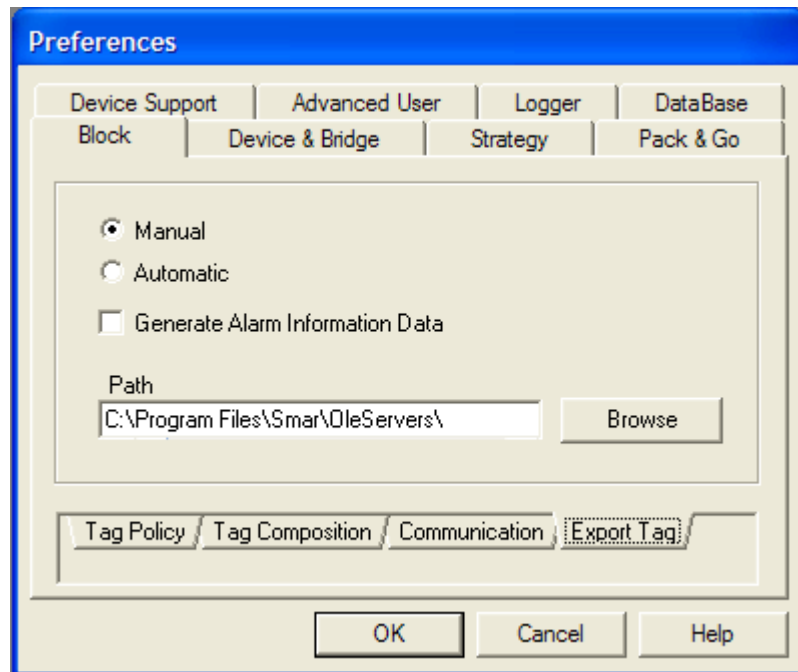 Preferences
Device Support Advanced User Logger DataBase
Block Device & Bridge Strategy Pack & Go
Manual
Automatic
Generate Alarm Information Data
Path
C:\Program Files\Smar\OleServers\
Browse
Tag Policy Tag Composition Communication Export Tag
OK Cancel Help